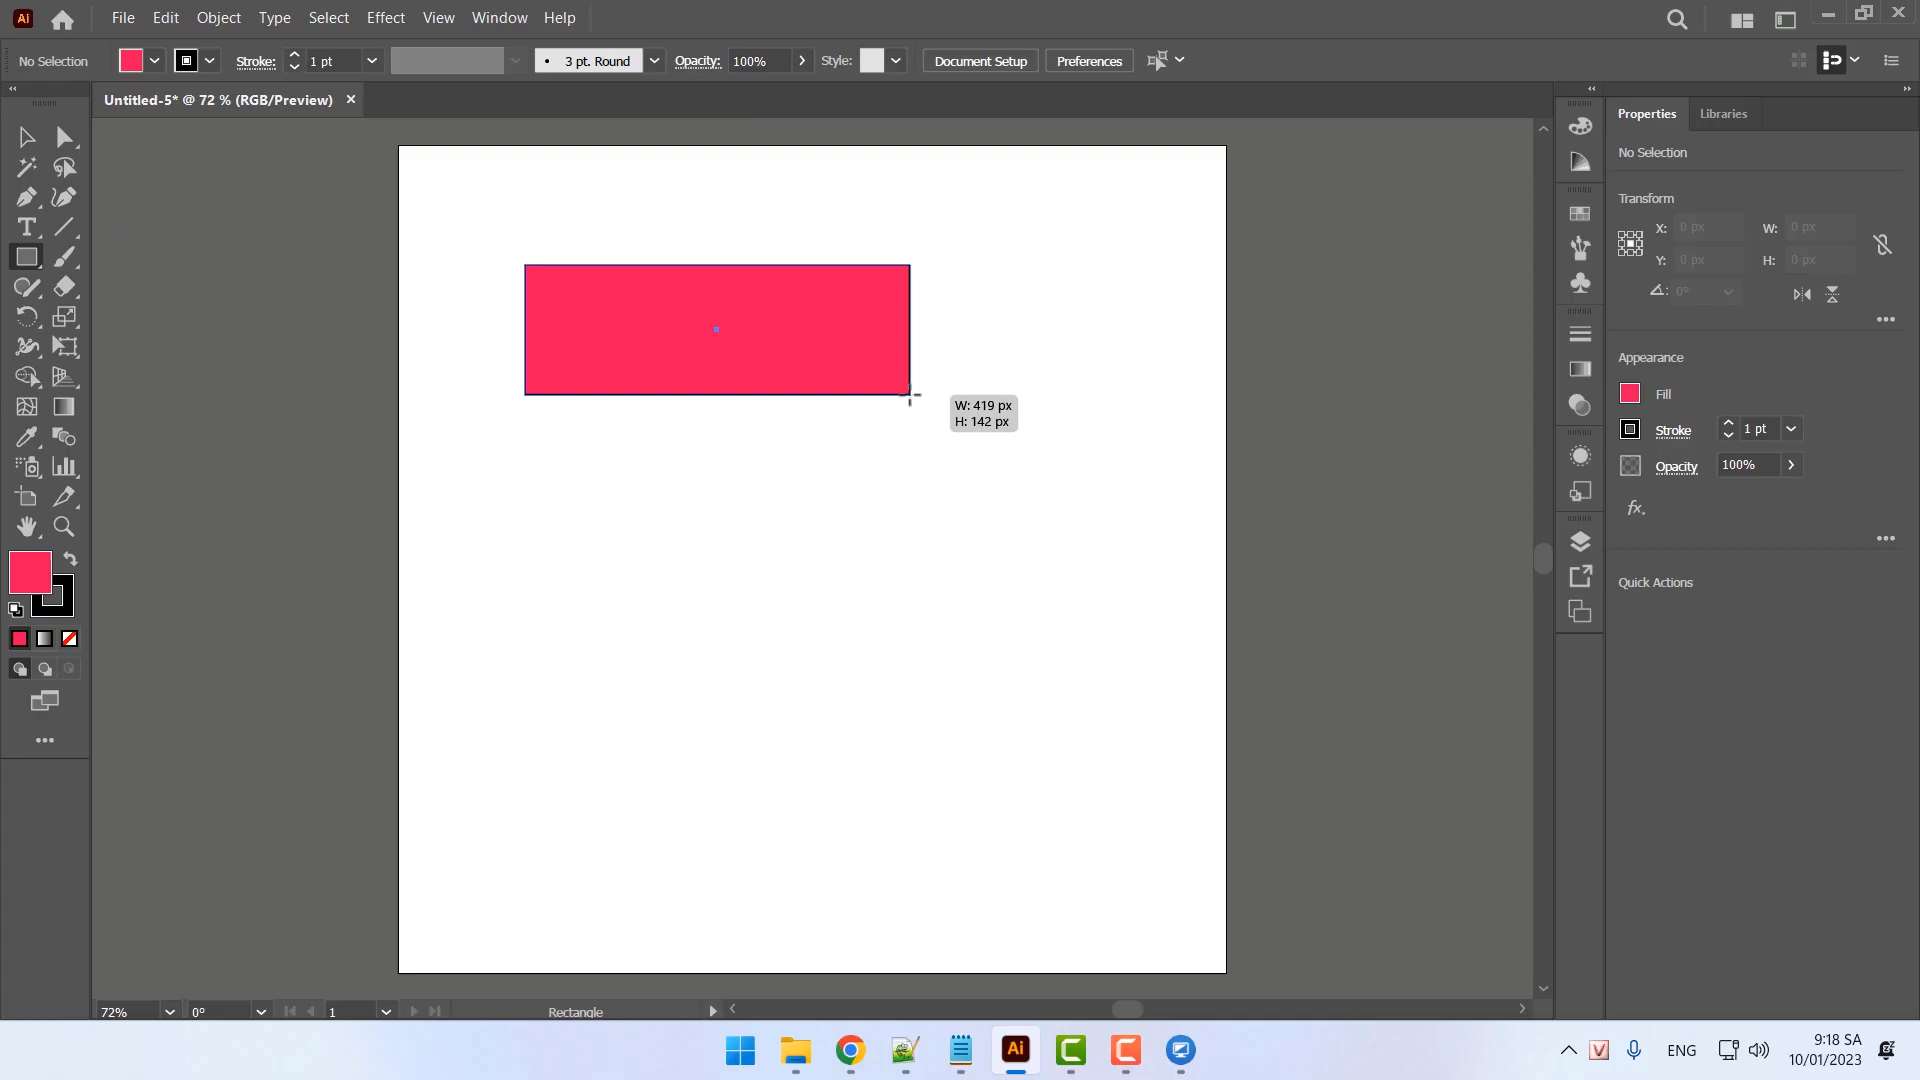 Ai
File Edit Object Type Select Effect View Window Help
No Selection
Stroke: 1 pt
• 3 pt. Round
Opacity: 100%
Style:
Document Setup
Preferences
Untitled-5* @ 72 % (RGB/Preview) ×
Properties
Libraries
No Selection
Transform
X: 0 px
W: 0 px
Y: 0 px
H: 0 px
0°
Appearance
Fill
Stroke 1 pt
Opacity 100%
fx
Quick Actions
T
W: 419 px
H: 142 px
72%
0°
1
Rectangle
Ai
V
ENG
9:18 SA
10/01/2023